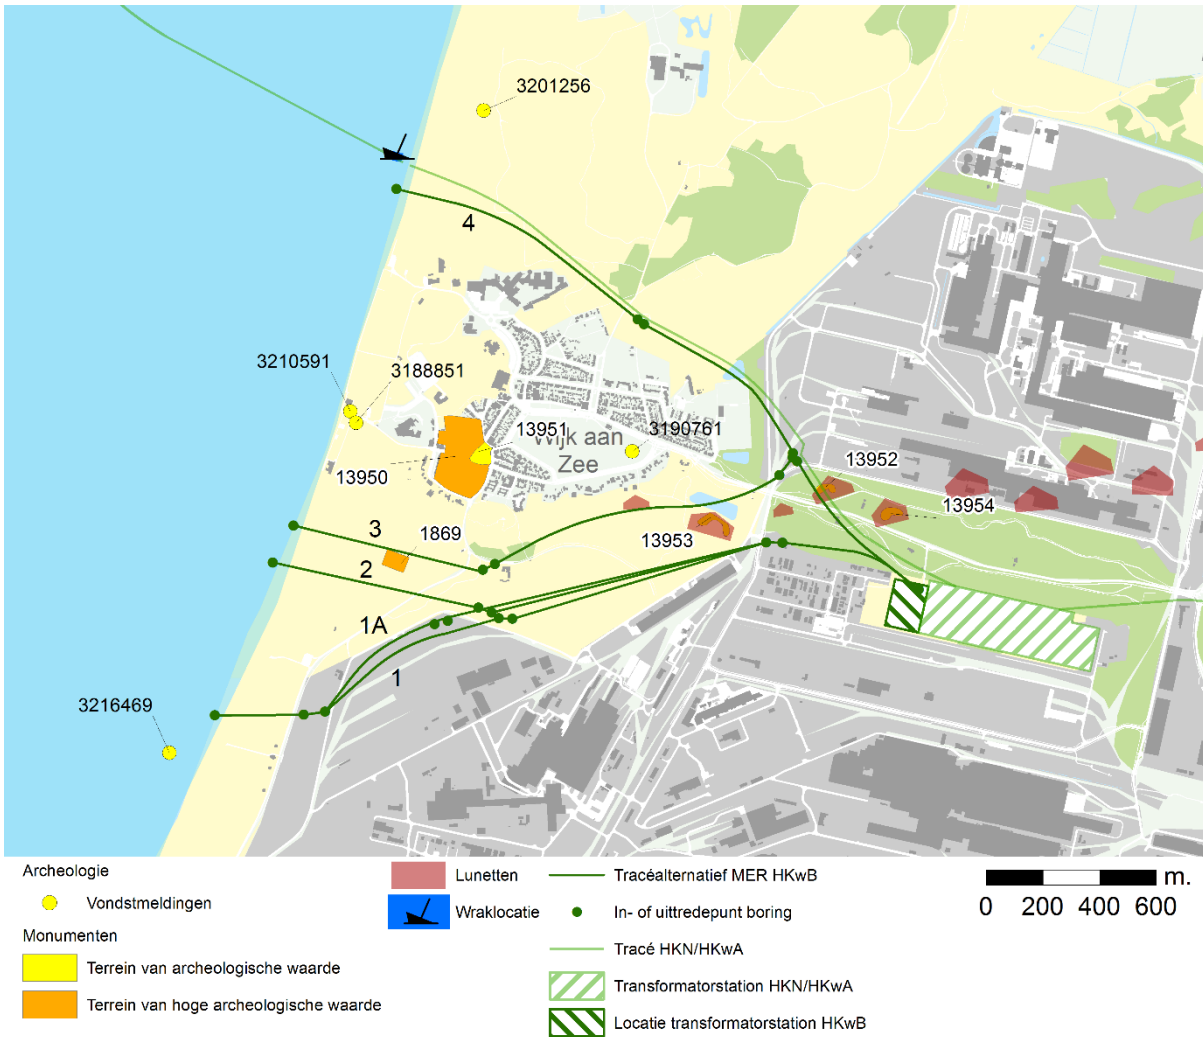 3201256
4
3210591
3188851
13951
3190761
Wijk aan
Zee
13950
13952
13954
13953
3
1869
2
1A
1
3216469
Archeologie
Vondstmeldingen
Monumenten
Terrein van archeologische waarde
Terrein van hoge archeologische waarde
Lunetten
Wraklocatie
Tracéalternatief MER HKwB
In- of uittredepunt boring
Tracé HKN/HKwA
Transformatorstation HKN/HKwA
Locatie transformatorstation HKwB
m.
0 200 400 600